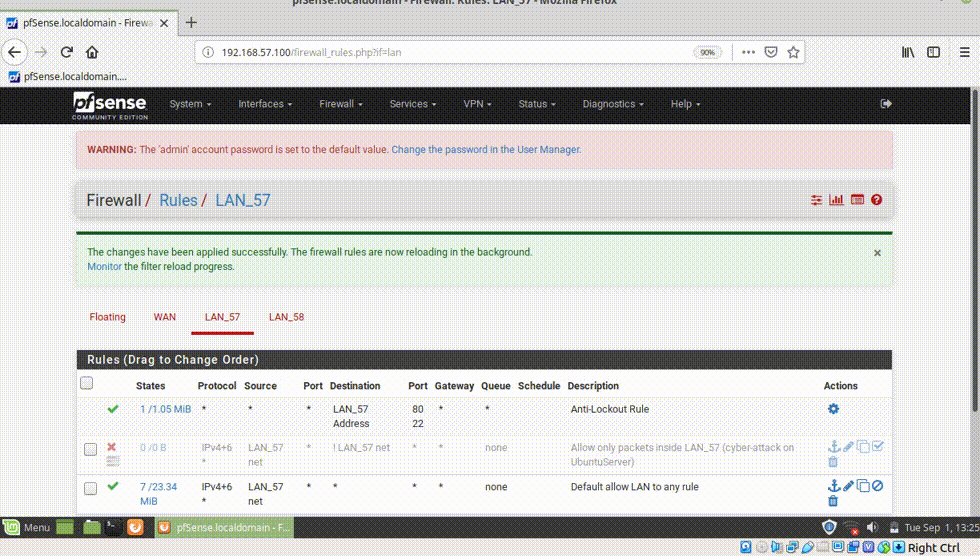 pfSense.localdomain - Firewall: Rules: LAN_57 - Mozilla Firefox
pfSense.localdomain - Firewa
192.168.57.100/firewall_rules.php?if=lan
90%
pfSense.localdomain....
pfsense
COMMUNITY EDITION
System Interfaces Firewall Services VPN Status Diagnostics Help
WARNING: The 'admin' account password is set to the default value. Change the password in the User Manager.
Firewall / Rules / LAN_57
The changes have been applied successfully. The firewall rules are now reloading in the background.
Monitor the filter reload progress.
Floating WAN LAN_57 LAN_58
Rules (Drag to Change Order)
States Protocol Source Port Destination Port Gateway Queue Schedule Description Actions
1 /1.05 MiB * * * LAN_57 80 * * Anti-Lockout Rule
Address 22
0 /0 B IPv4+6 LAN_57 * ! LAN_57 net * * none Allow only packets inside LAN_57 (cyber-attack on
* net UbuntuServer)
7 /23.34 IPv4+6 LAN_57 * * * * none Default allow LAN to any rule
MiB * net
Menu pfSense.localdomain - F... Tue Sep 1, 13:25
Right Ctrl